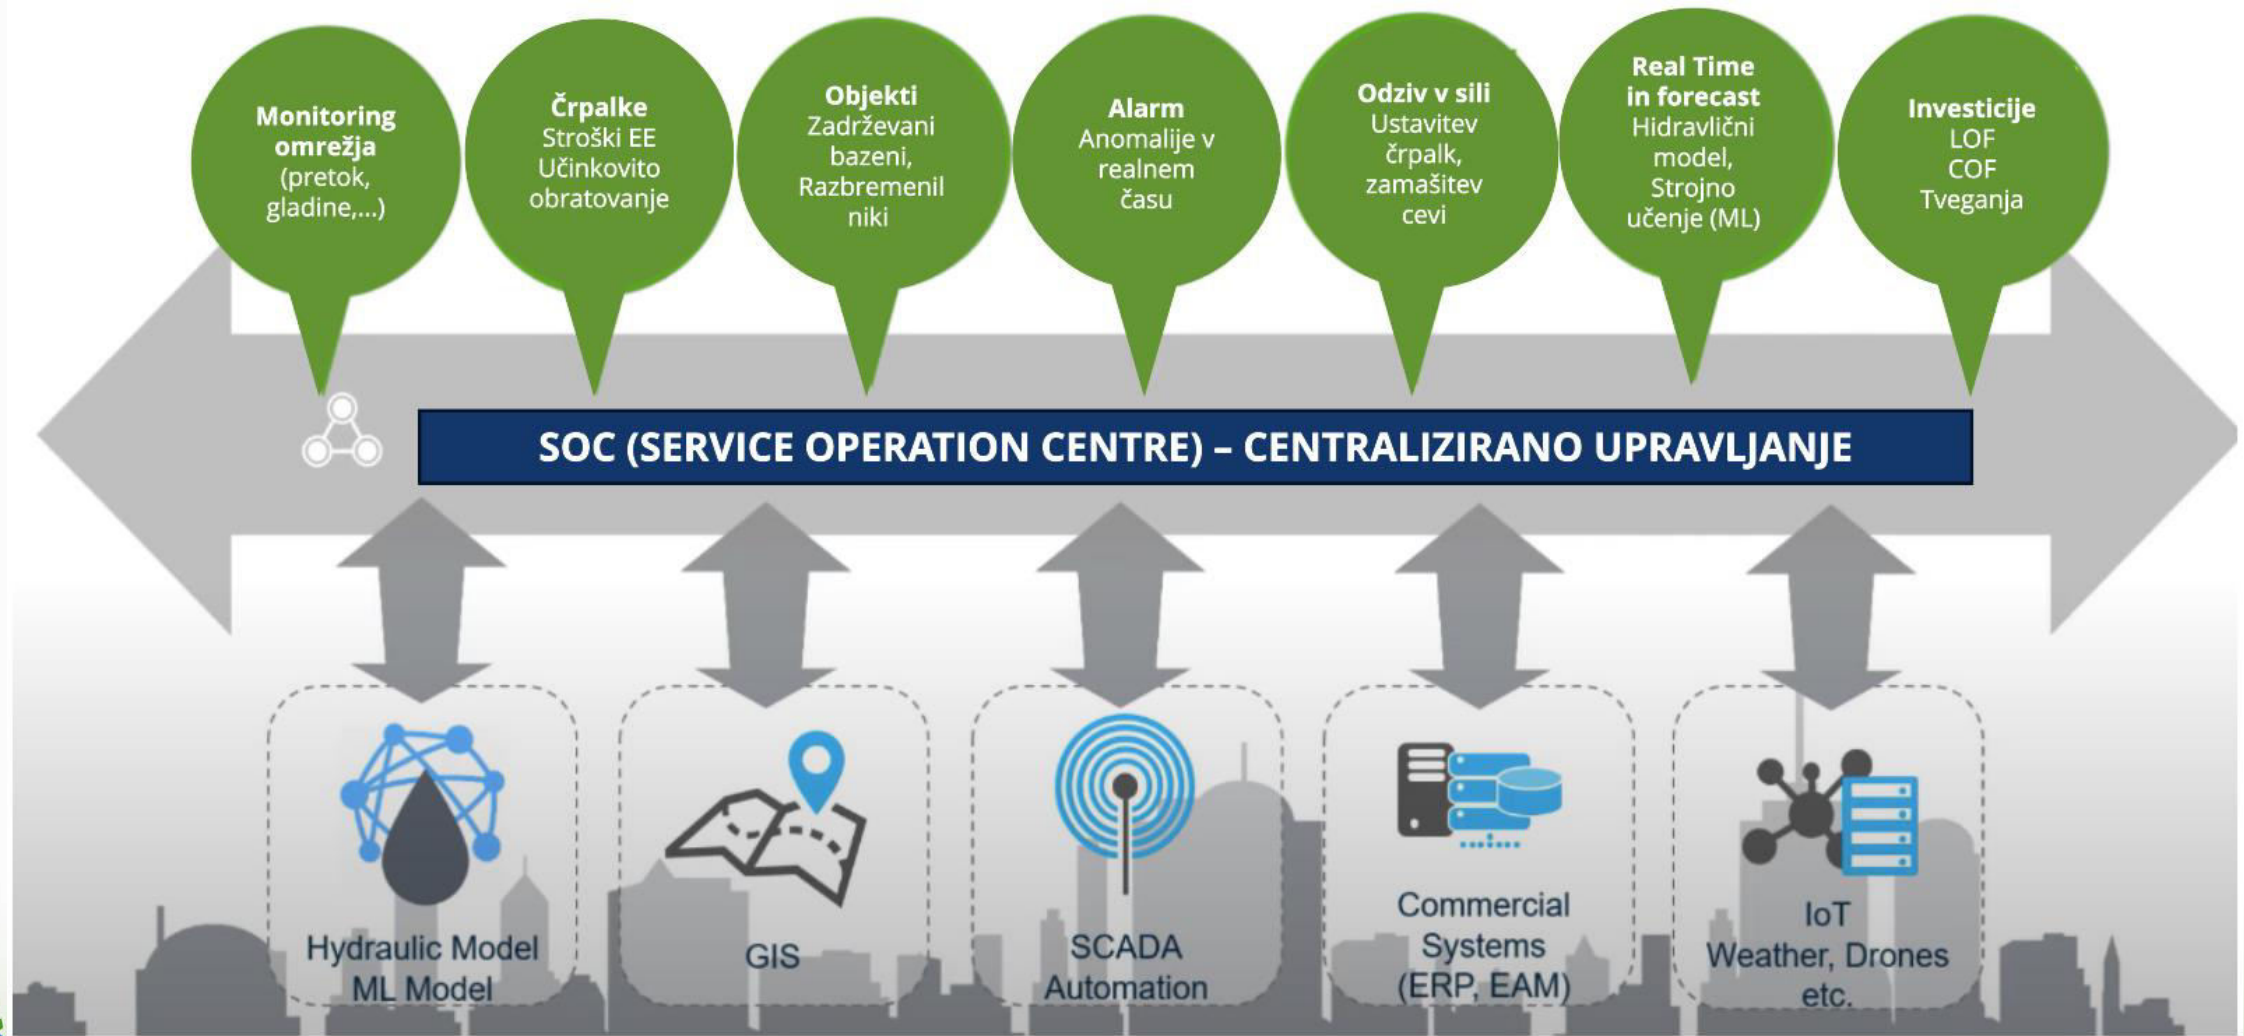 Monitoring
omrežja
(pretok,
gladine,...)
Črpalke
Stroški EE
Učinkovito
obratovanje
Objekti
Zadrževani
bazeni,
Razbremenil
niki
Alarm
Anomalije v
realnem
času
Odziv v sili
Ustavitev
črpalk,
zamašitev
cevi
Real Time
in forecast
Hidravlični
model,
Strojno
učenje (ML)
Investicije
LOF
COF
Tveganja
SOC (SERVICE OPERATION CENTRE) – CENTRALIZIRANO UPRAVLJANJE
Hydraulic Model
ML Model
GIS
SCADA
Automation
Commercial
Systems
(ERP, EAM)
IoT
Weather, Drones
etc.